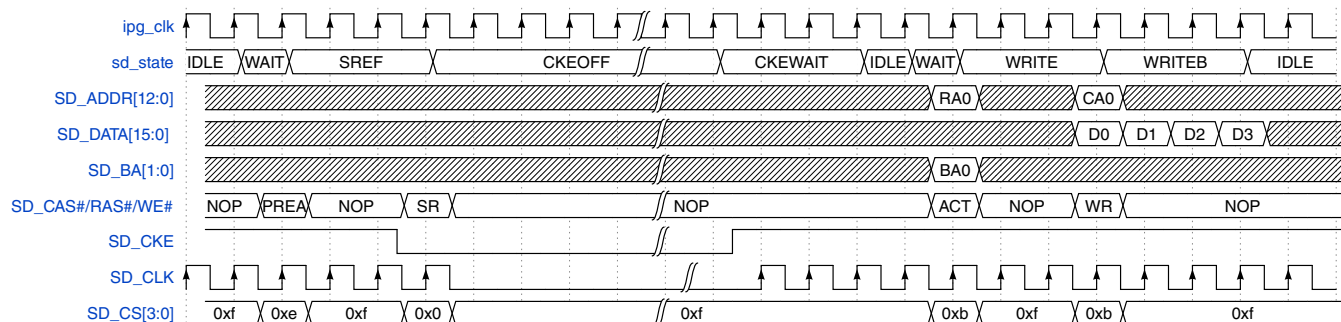 ipg_clk
sd_state IDLE WAIT SREF CKEOFF CKEWAIT IDLE WAIT WRITE WRITEB IDLE
SD_ADDR[12:0] RA0 CA0
SD_DATA[15:0] D0 D1 D2 D3
SD_BA[1:0] BA0
SD_CAS#/RAS#/WE# NOP PREA NOP SR NOP ACT NOP WR NOP
SD_CKE
SD_CLK
SD_CS[3:0] 0xf 0xe 0xf 0x0 0xf 0xb 0xf 0xb 0xf